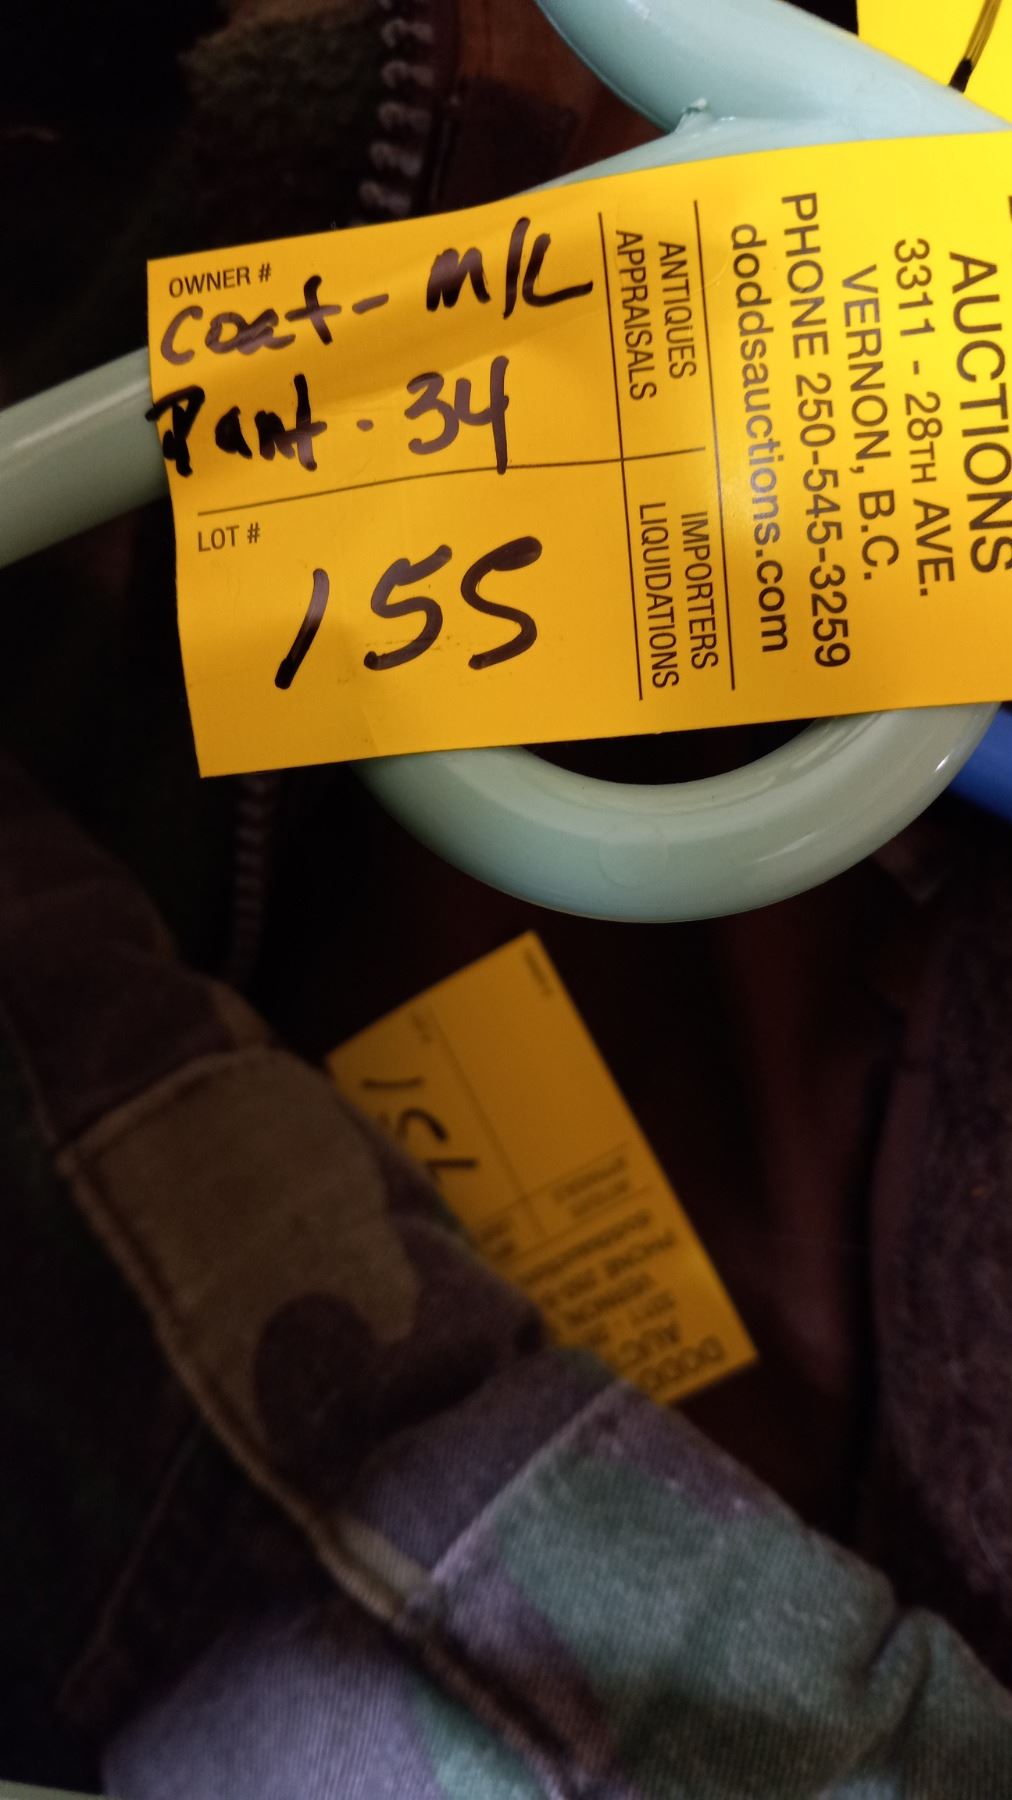 OWNER #
Coat - M/L
Pant - 34
LOT #
155
AUCTIONS
3311 - 28TH AVE.
VERNON, B.C.
PHONE 250-545-3259
doddsauctions.com
ANTIQUES IMPORTERS
APPRAISALS LIQUIDATIONS
DODDS